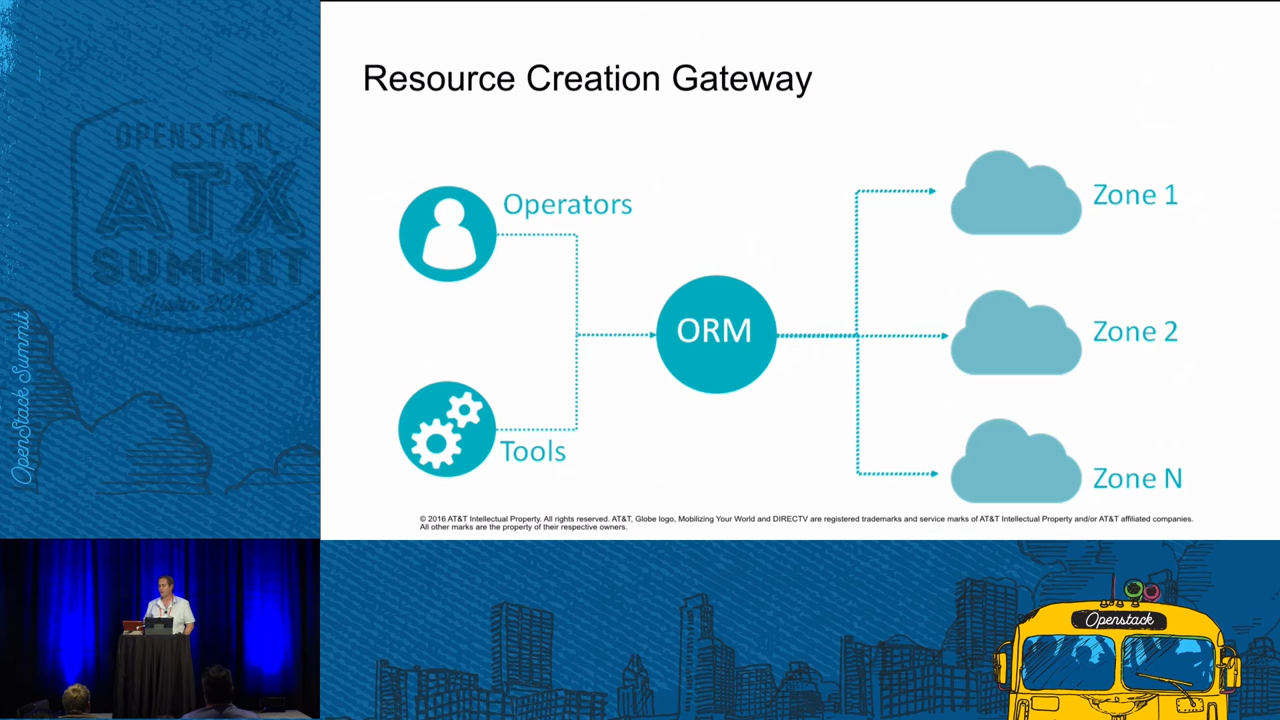 Resource Creation Gateway
Operators
Tools
ORM
Zone 1
Zone 2
Zone N
© 2016 AT&T Intellectual Property. All rights reserved. AT&T, Globe logo, Mobilizing Your World and DIRECTV are registered trademarks and service marks of AT&T Intellectual Property and/or AT&T affiliated companies.
All other marks are the property of their respective owners.
OPENSTACK
ATX
SUMMIT
Austin 2016
OpenStack Summit
Openstack